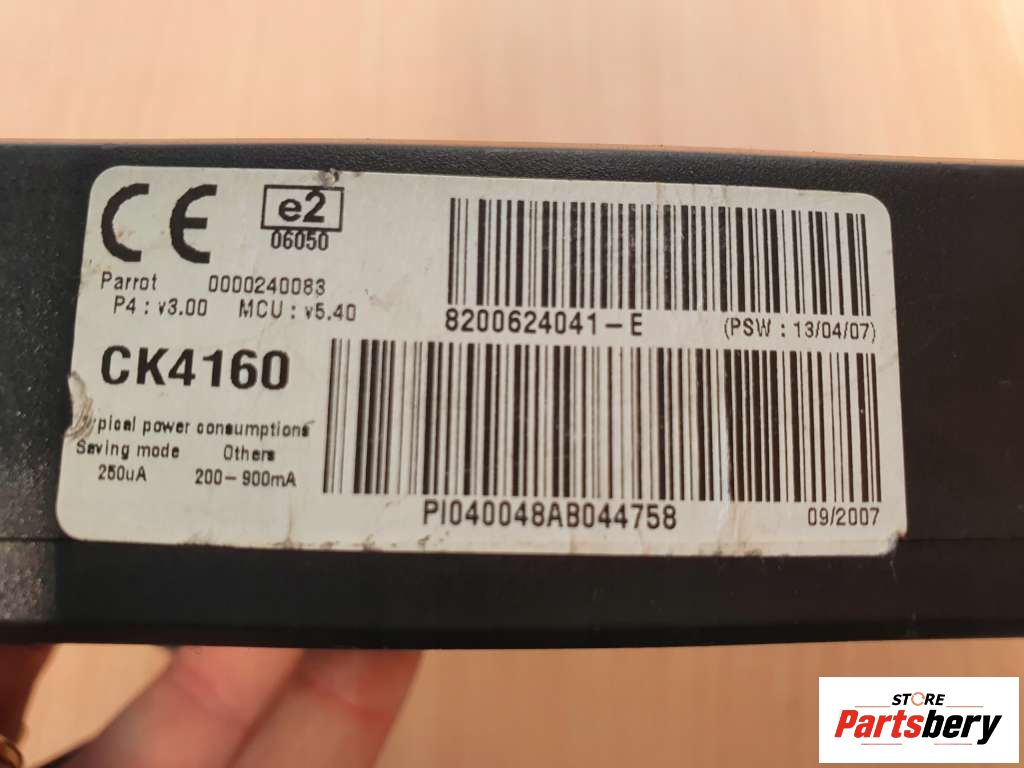 CE
e2
06050
Parrot 0000240083
P4 : v3.00 MCU : v5.40
8200624041-E (PSW : 13/04/07)
CK4160
Typical power consumptions
Saving mode Others
250uA 200-900mA
PI040048AB044758 09/2007
STORE
Partsbery